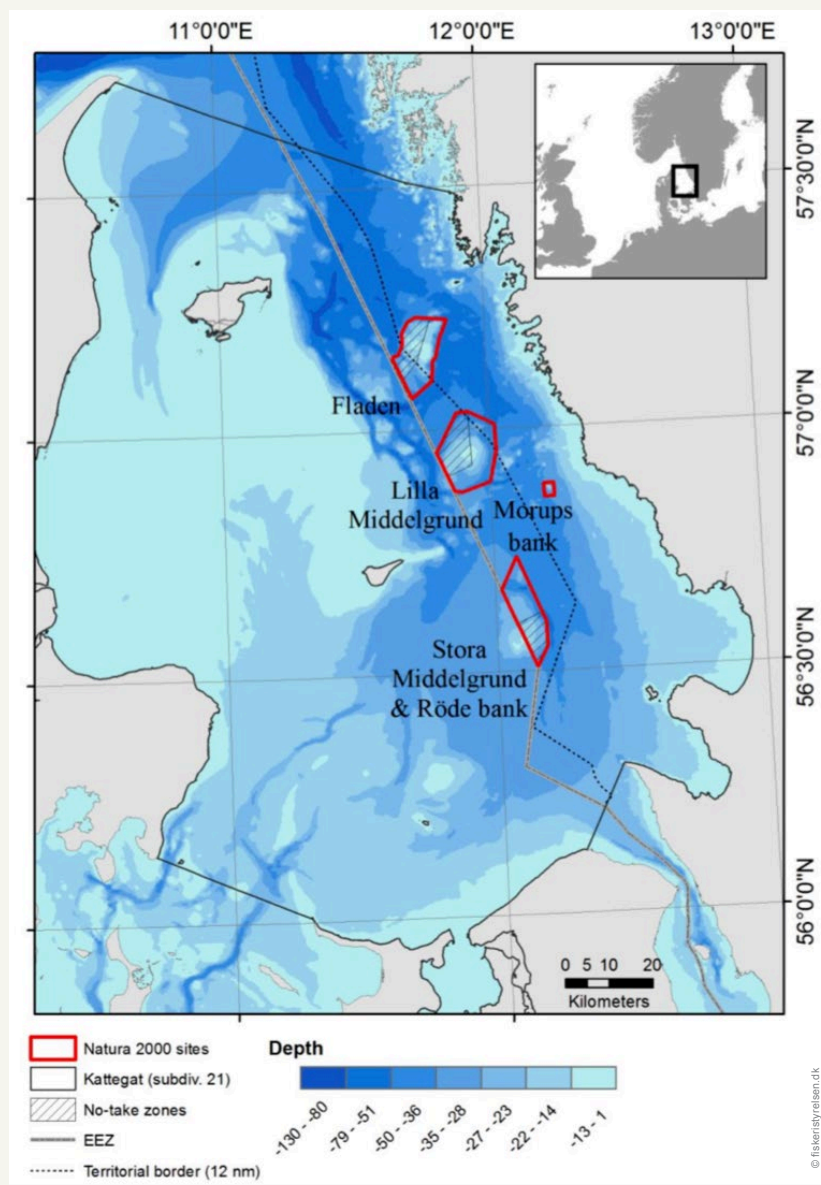 11°0'0"E 12°0'0"E 13°0'0"E
57°30'0"N
57°0'0"N
56°30'0"N
56°0'0"N
Fladen
Lilla
Middelgrund
Morups
bank
Stora
Middelgrund
& Röde bank
0 5 10 20
Kilometers
Natura 2000 sites
Kattegat (subdiv. 21)
No-take zones
EEZ
Territorial border (12 nm)
Depth
-130 - -80
-79 - -51
-50 - -36
-35 - -28
-27 - -23
-22 - -14
-13 - 1
© fiskeristyrelsen.dk